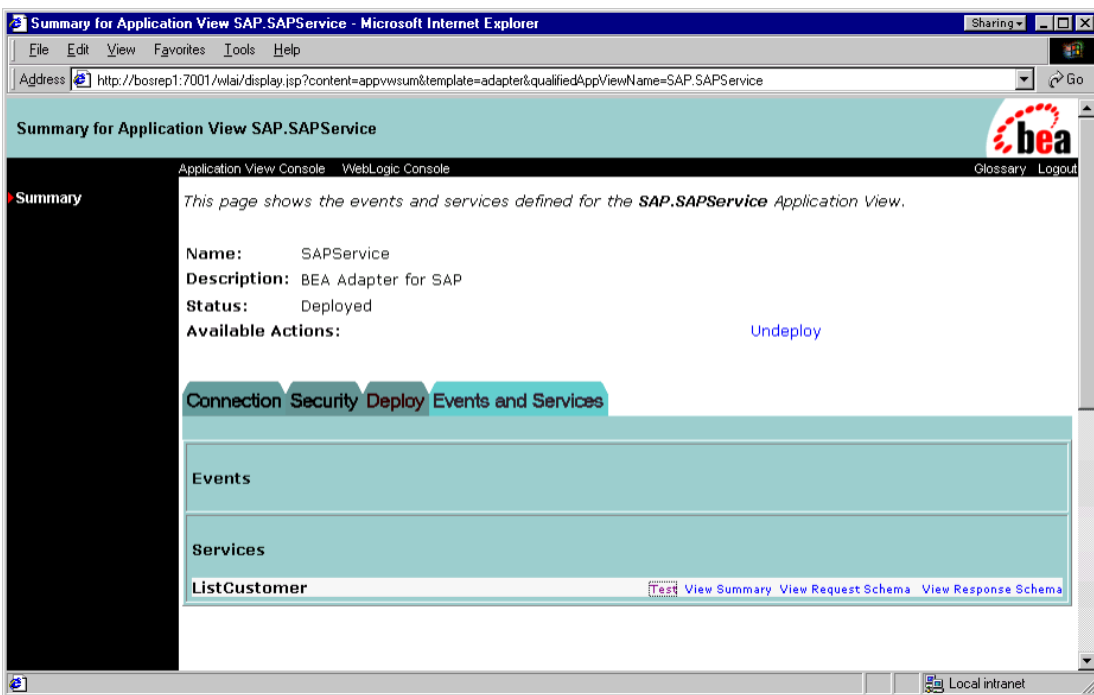 Summary for Application View SAP.SAPService - Microsoft Internet Explorer Sharing
File Edit View Favorites Tools Help
Address http://bosrep1:7001/wlai/display.jsp?content=appvwsum&template=adapter&qualifiedAppViewName=SAP.SAPService Go
Summary for Application View SAP.SAPService
bea
Application View Console WebLogic Console Glossary Logout
Summary
This page shows the events and services defined for the SAP.SAPService Application View.
Name: SAPService
Description: BEA Adapter for SAP
Status: Deployed
Available Actions: Undeploy
Connection Security Deploy Events and Services
Events
Services
ListCustomer Test View Summary View Request Schema View Response Schema
Local intranet